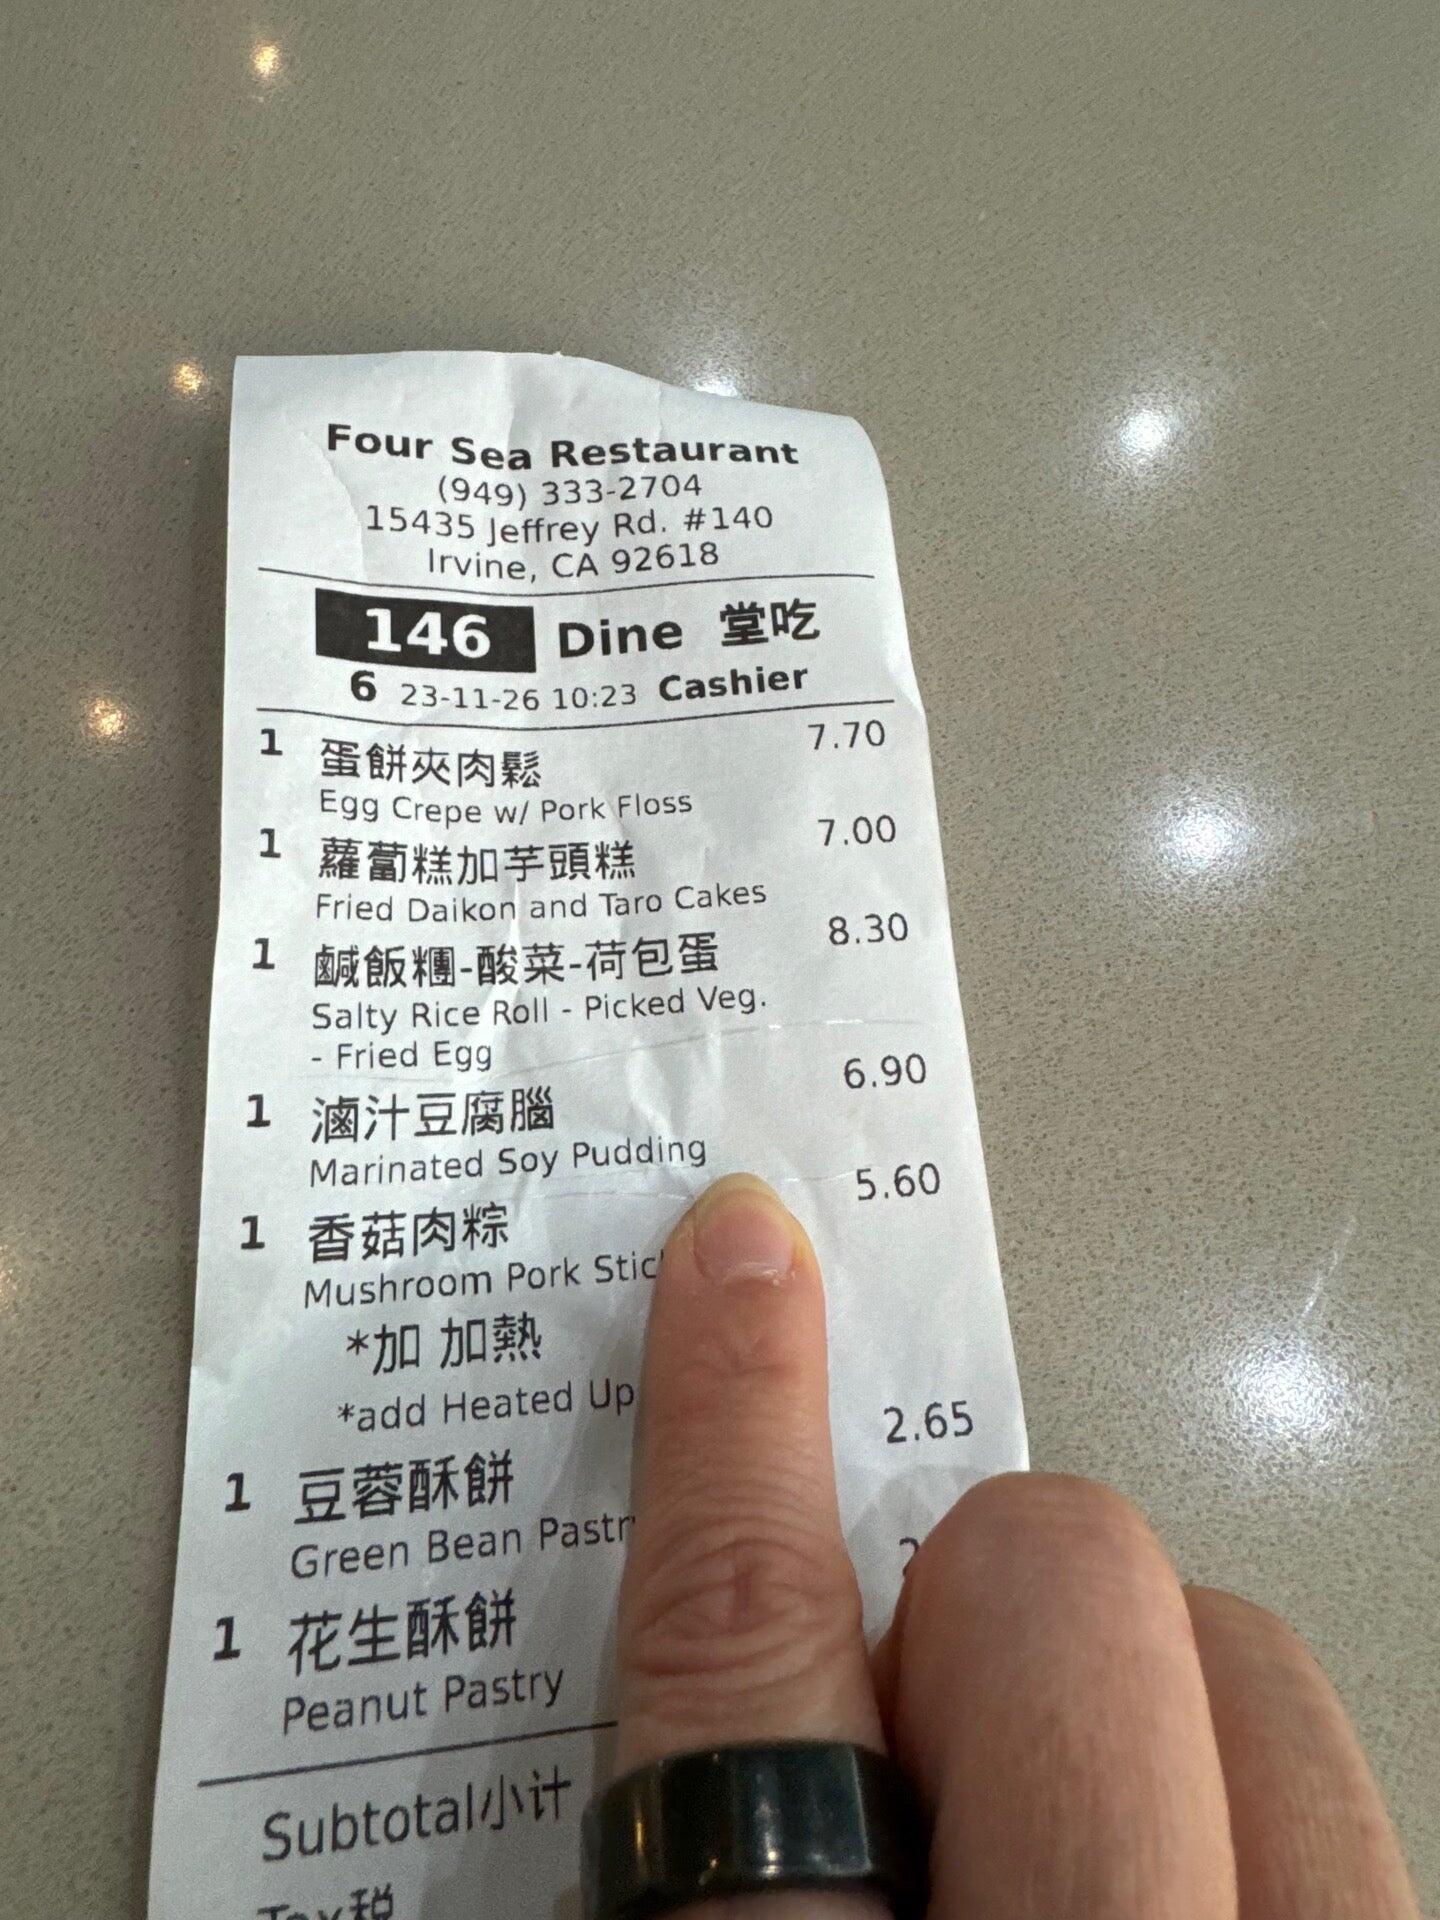 Four Sea Restaurant
(949) 333-2704
15435 Jeffrey Rd. #140
Irvine, CA 92618
146 Dine 堂吃
6 23-11-26 10:23 Cashier
1 蛋餅夾肉鬆 7.70
Egg Crepe w/ Pork Floss
1 蘿蔔糕加芋頭糕 7.00
Fried Daikon and Taro Cakes
1 鹹飯糰-酸菜-荷包蛋 8.30
Salty Rice Roll - Picked Veg.
- Fried Egg
1 滷汁豆腐腦 6.90
Marinated Soy Pudding
1 香菇肉粽 5.60
Mushroom Pork
*加 加熱
*add Heated Up
1 豆蓉酥餅 2.65
Green Bean
1 花生酥餅
Peanut Pastry
Subtotal小计
Tax税